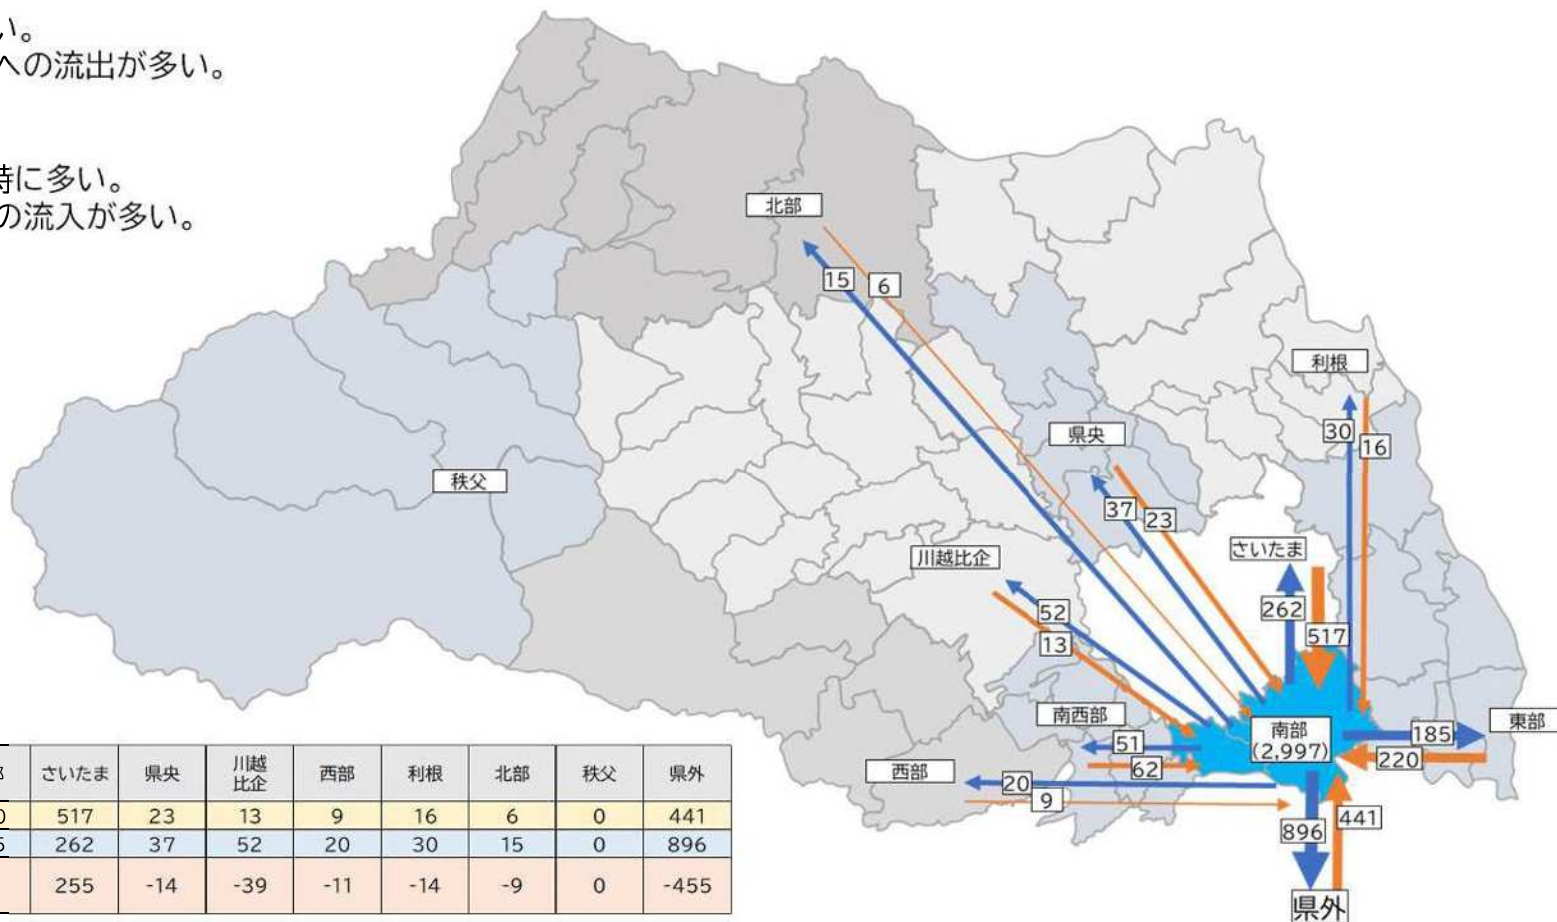 い。
への流出が多い。
特に多い。
の流入が多い。
北部
15
6
利根
30
16
県央
37
23
秩父
さいたま
262
517
川越比企
52
13
南西部
51
62
南部
(2,997)
185
東部
220
西部
20
9
896
441
県外
さいたま 県央 川越比企 西部 利根 北部 秩父 県外
517 23 13 9 16 6 0 441
262 37 52 20 30 15 0 896
255 -14 -39 -11 -14 -9 0 -455